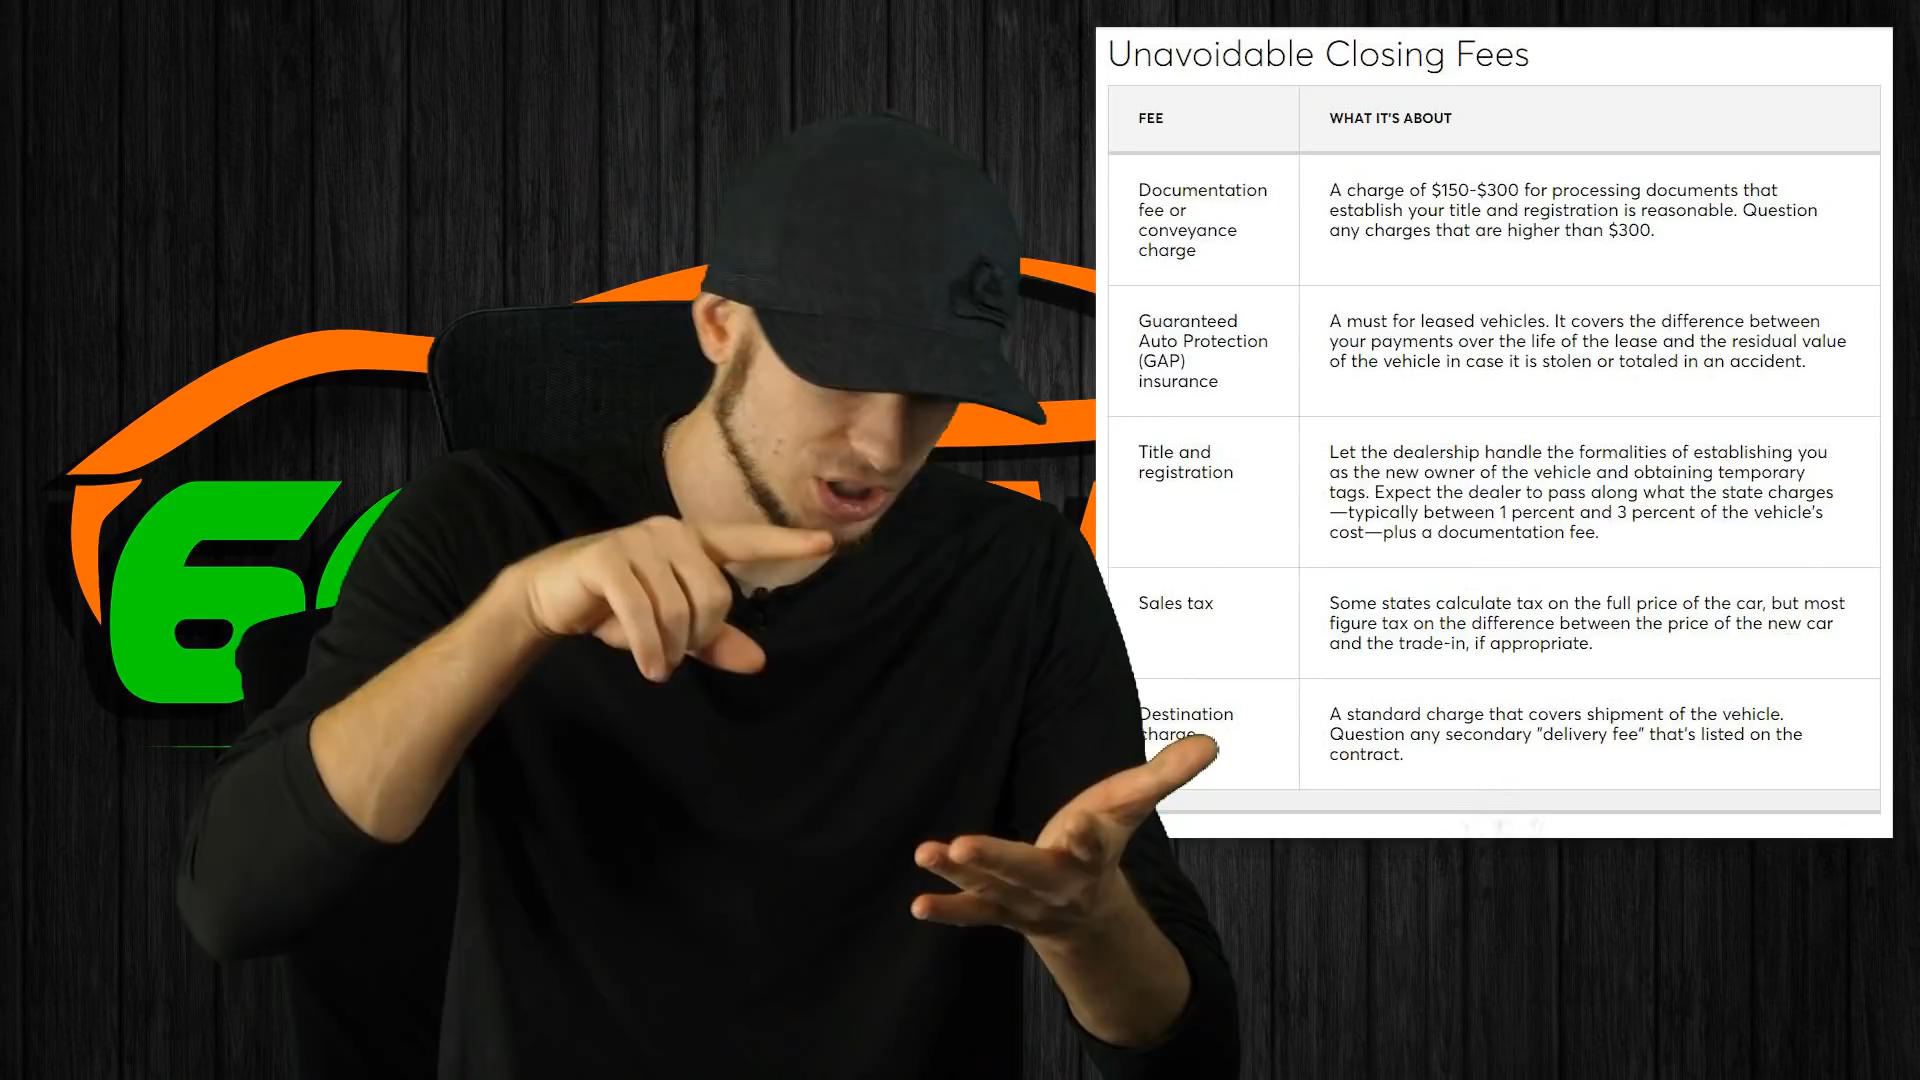 Unavoidable Closing Fees
FEE
WHAT IT'S ABOUT
Documentation
fee or
conveyance
charge
A charge of $150-$300 for processing documents that
establish your title and registration is reasonable. Question
any charges that are higher than $300.
Guaranteed
Auto Protection
(GAP)
insurance
A must for leased vehicles. It covers the difference between
your payments over the life of the lease and the residual value
of the vehicle in case it is stolen or totaled in an accident.
Title and
registration
Let the dealership handle the formalities of establishing you
as the new owner of the vehicle and obtaining temporary
tags. Expect the dealer to pass along what the state charges
—typically between 1 percent and 3 percent of the vehicle's
cost—plus a documentation fee.
Sales tax
Some states calculate tax on the full price of the car, but most
figure tax on the difference between the price of the new car
and the trade-in, if appropriate.
Destination
charge
A standard charge that covers shipment of the vehicle.
Question any secondary "delivery fee" that's listed on the
contract.